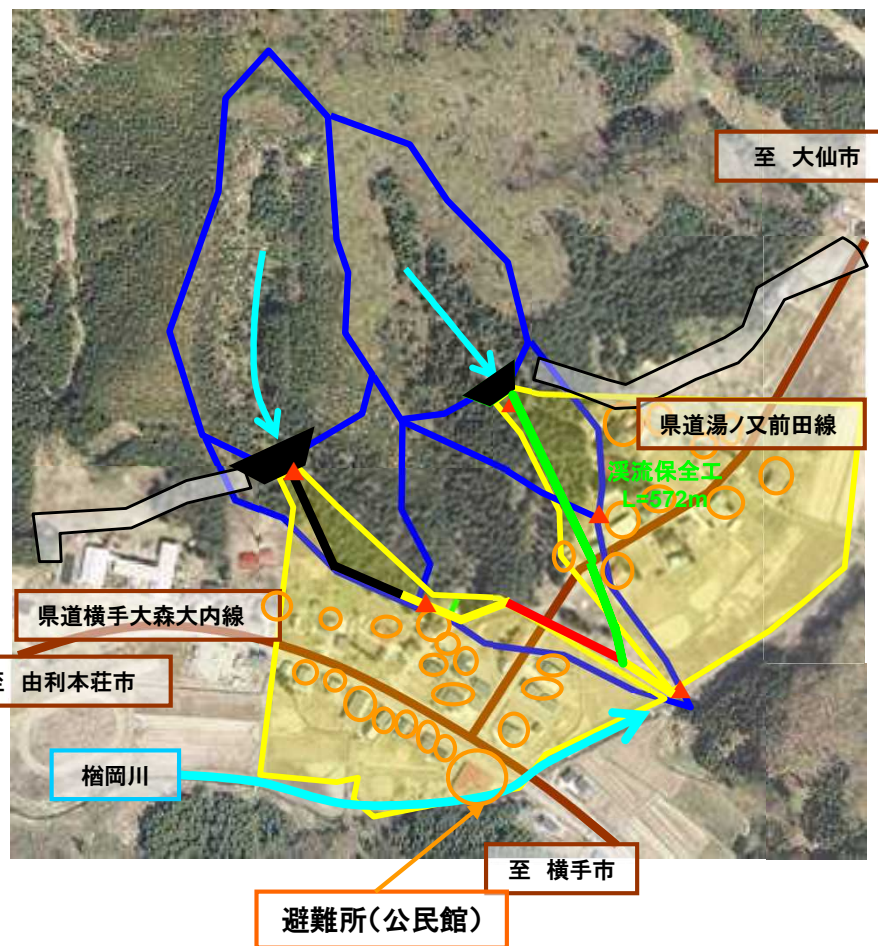 至 大仙市
県道湯ノ又前田線
渓流保全工
L=572m
県道横手大森大内線
至 由利本荘市
楢岡川
至 横手市
避難所(公民館)